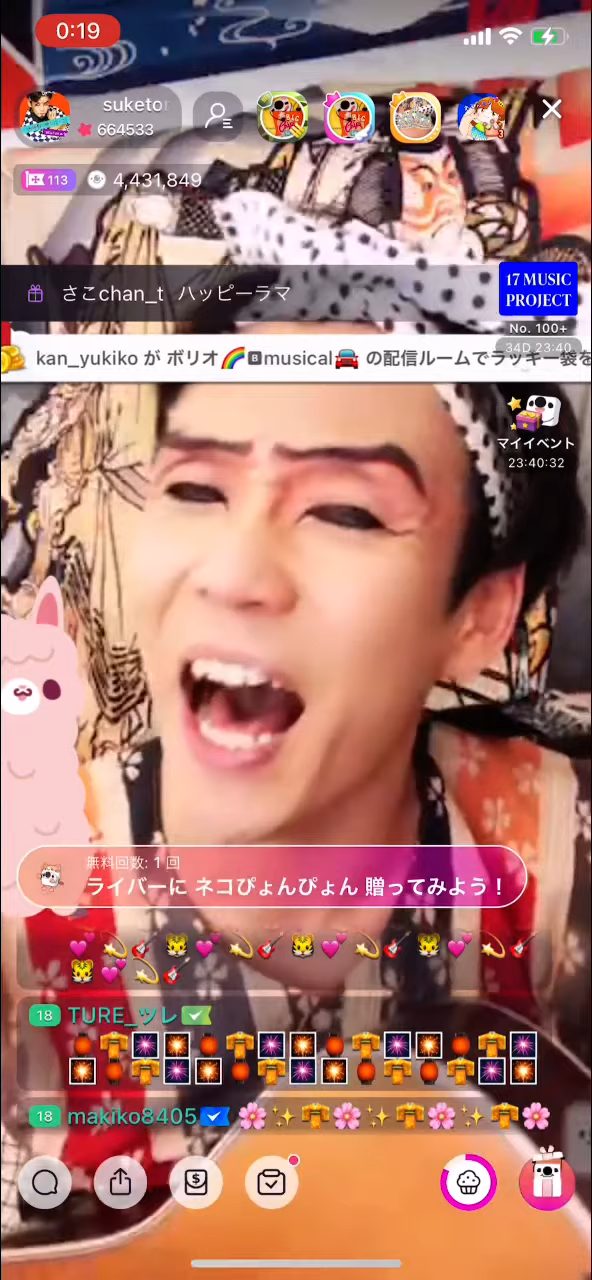 0:19
suketo
664533
113
4,431,849
さこchan_t ハッピーラマ
17 MUSIC
PROJECT
No. 100+
34D 23:40
kan_yukiko が ボリオ🌈🅱musical🚘 の配信ルームでラッキー袋を
マイイベント
23:40:32
無料回数: 1 回
ライバーに ネコぴょんぴょん 贈ってみよう！
18 TURE_ツレ
18 makiko8405